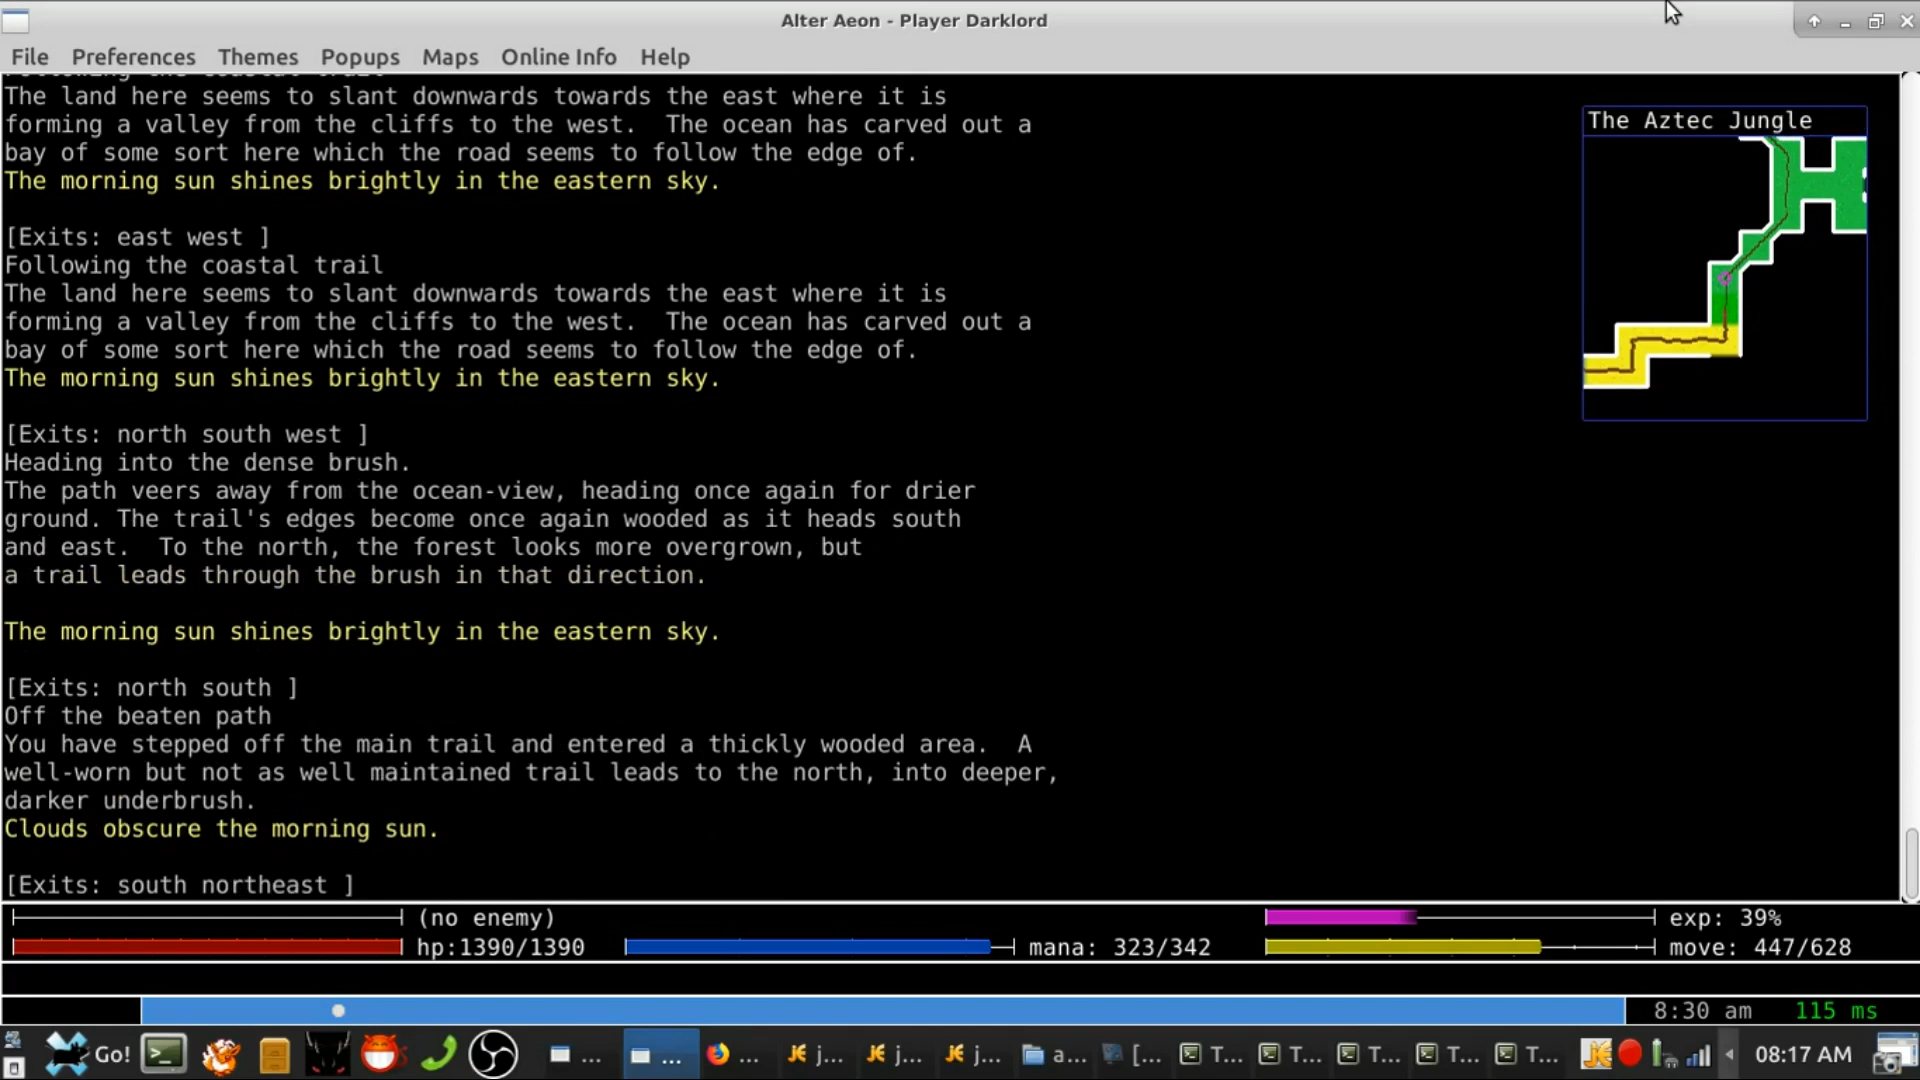 Alter Aeon - Player Darklord
File Preferences Themes Popups Maps Online Info Help
Following the coastal trail
The land here seems to slant downwards towards the east where it is
forming a valley from the cliffs to the west.  The ocean has carved out a
bay of some sort here which the road seems to follow the edge of.
The morning sun shines brightly in the eastern sky.
[Exits: east west ]
Following the coastal trail
The land here seems to slant downwards towards the east where it is
forming a valley from the cliffs to the west.  The ocean has carved out a
bay of some sort here which the road seems to follow the edge of.
The morning sun shines brightly in the eastern sky.
[Exits: north south west ]
Heading into the dense brush.
The path veers away from the ocean-view, heading once again for drier
ground. The trail's edges become once again wooded as it heads south
and east.  To the north, the forest looks more overgrown, but
a trail leads through the brush in that direction.
The morning sun shines brightly in the eastern sky.
[Exits: north south ]
Off the beaten path
You have stepped off the main trail and entered a thickly wooded area.  A
well-worn but not as well maintained trail leads to the north, into deeper,
darker underbrush.
Clouds obscure the morning sun.
[Exits: south northeast ]
The Aztec Jungle
(no enemy) exp: 39%
hp:1390/1390 mana: 323/342 move: 447/628
8:30 am 115 ms
Go! ... ... ... j... j... j... a... [... T... T... T... T... T... 08:17 AM